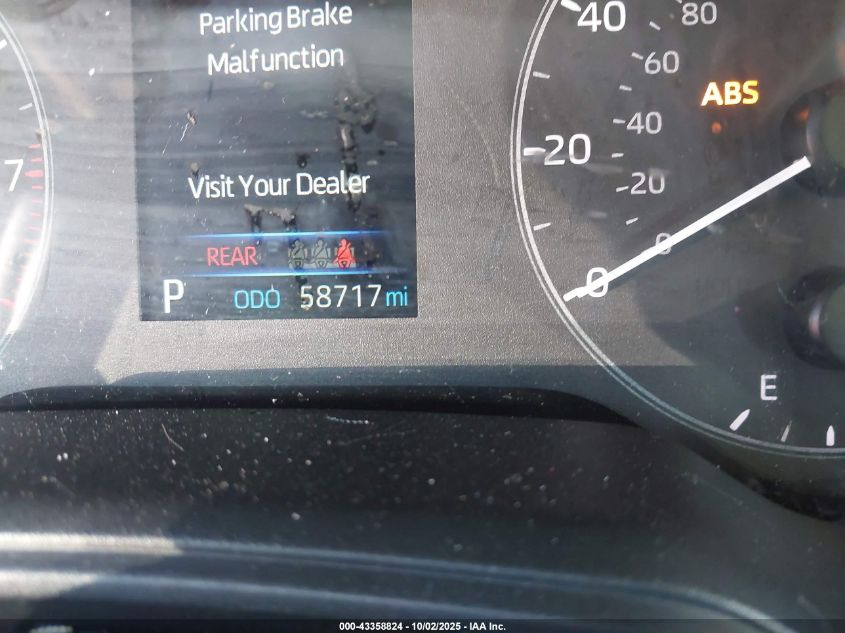 Parking Brake
Malfunction
Visit Your Dealer
REAR
P ODO 58717 mi
7
40
80
60
20
40
20
0
0
ABS
E
000-43358824 - 10/02/2025 - IAA Inc.